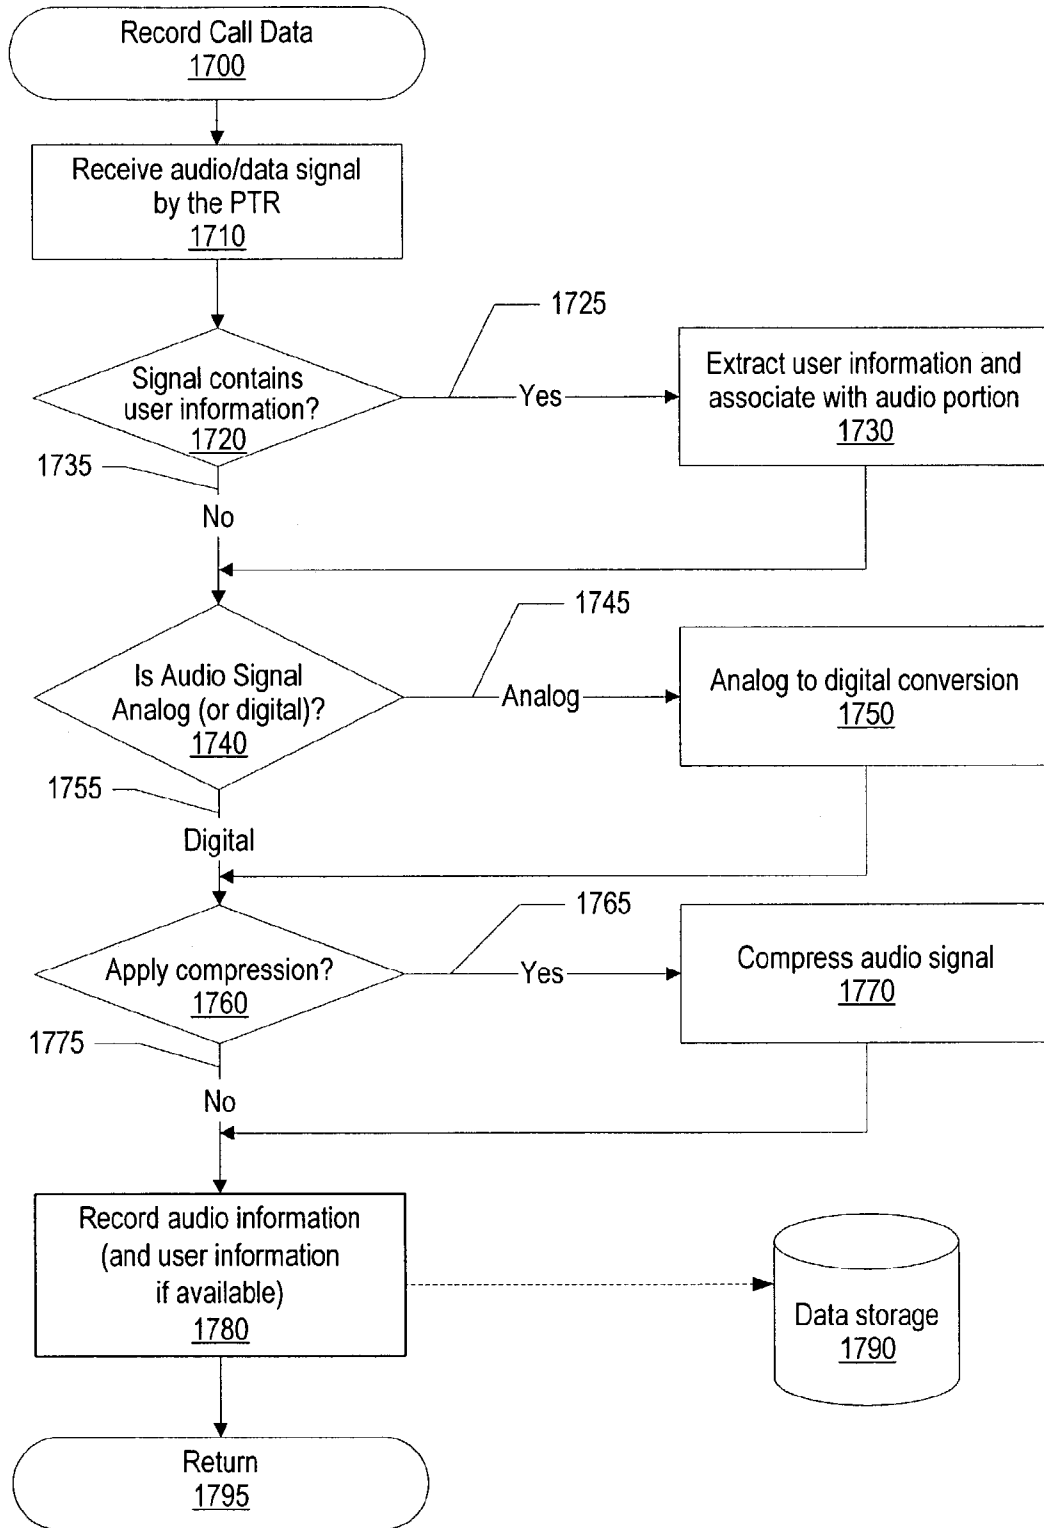 Record Call Data
1700
Receive audio/data signal
by the PTR
1710
1725
Signal contains
user information?
1720
Yes
Extract user information and
associate with audio portion
1730
1735
No
1745
Is Audio Signal
Analog (or digital)?
1740
Analog
Analog to digital conversion
1750
1755
Digital
1765
Apply compression?
1760
Yes
Compress audio signal
1770
1775
No
Record audio information
(and user information
if available)
1780
Data storage
1790
Return
1795